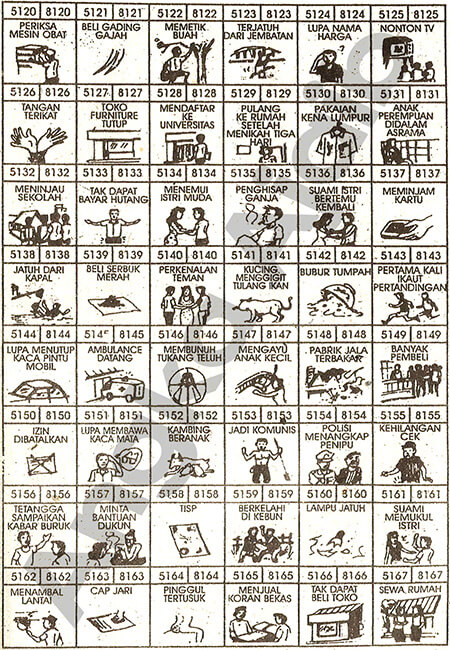 5120 8120
PERIKSA
MESIN OBAT
5121 8121
BELI GADING
GAJAH
5122 8122
MEMETIK
BUAH
5123 8123
TERJATUH
DARI JEMBATAN
5124 8124
LUPA NAMA
HARGA
5125 8125
NONTON TV
5126 8126
TANGAN
TERIKAT
5127 8127
TOKO
FURNITURE
TUTUP
5128 8128
MENDAFTAR
KE
UNIVERSITAS
5129 8129
PULANG
KE RUMAH
SETELAH
MENIKAH TIGA
HARI
5130 8130
PAKAIAN
KENA LUMPUR
5131 8131
ANAK
PEREMPUAN
DIDALAM
ASRAMA
5132 8132
MENINJAU
SEKOLAH
5133 8133
TAK DAPAT
BAYAR HUTANG
5134 8134
MENEMUI
ISTRI MUDA
5135 8135
PENGHISAP
GANJA
5136 8136
SUAMI ISTRI
BERTEMU
KEMBALI
5137 8137
MEMINJAM
KARTU
5138 8138
JATUH DARI
KAPAL
5139 8139
BELI SERBUK
MERAH
5140 8140
PERKENALAN
TEMAN
5141 8141
KUCING
MENGGIGIT
TULANG IKAN
5142 8142
BUBUR TUMPAH
5143 8143
PERTAMA KALI
IKAUT
PERTANDINGAN
5144 8144
LUPA MENUTUP
KACA PINTU
MOBIL
8145
AMBULANCE
DATANG
5146 8146
MEMBUNUH
TUKANG TELUH
5147 8147
MENGAYU
ANAK KECIL
5148 8148
PABRIK JALA
TERBAKAR
5149 8149
BANYAK
PEMBELI
5150 8150
IZIN
DIBATALKAN
5151 8151
LUPA MEMBAWA
KACA MATA
5152 8152
KAMBING
BERANAK
5153 8153
JADI KOMUNIS
5154 8154
POLISI
MENANGKAP
PENIPU
5155 8155
KEHILANGAN
CEK
5156 8156
TETANGGA
SAMPAIKAN
KABAR BURUK
5157 8157
MINTA
BANTUAN
DUKUN
5158 8158
TISP
5159 8159
BERKELAHI
DI KEBUN
5160 8160
LAMPU JATUH
5161 8161
SUAMI
MEMUKUL
ISTRI
5162 8162
MENAMBAL
LANTAI
5163 8163
CAP JARI
5164 8164
PINGGUL
TERTUSUK
5165 8165
MENJUAL
KORAN BEKAS
5166 8166
TAK DAPAT
BELI TOKO
5167 8167
SEWA RUMAH